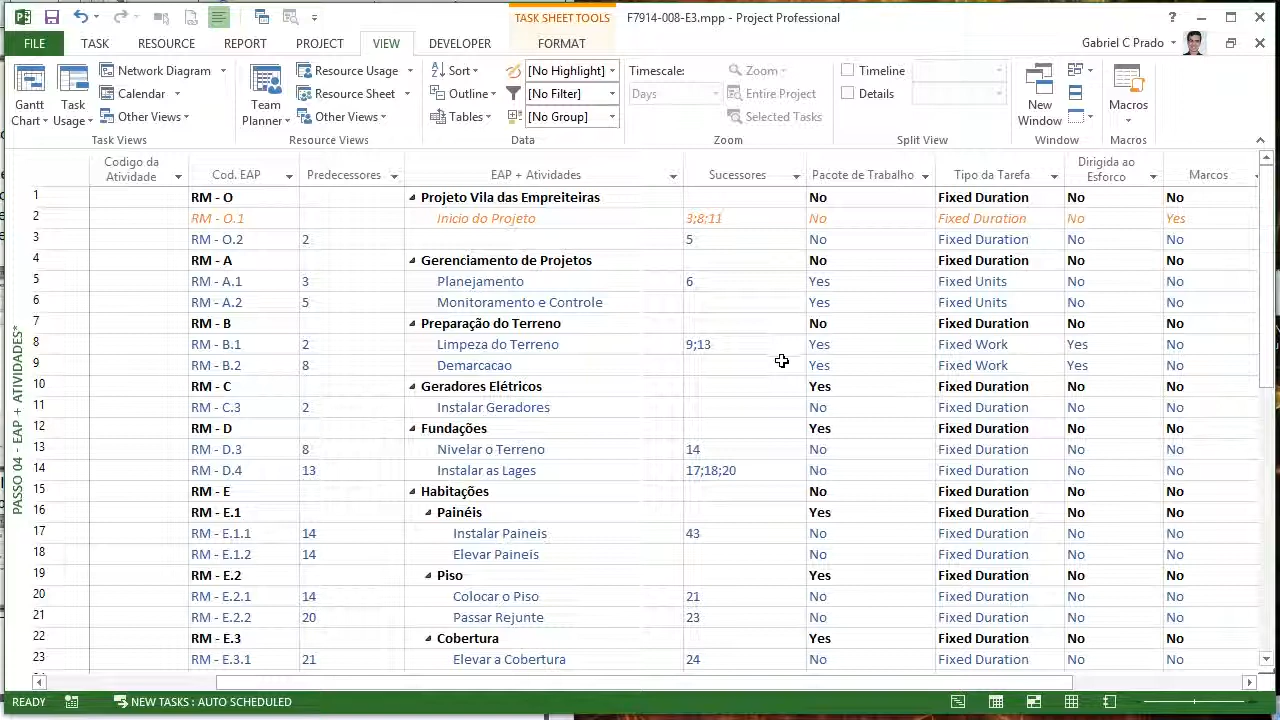 TASK SHEET TOOLS
F7914-008-E3.mpp - Project Professional
FILE TASK RESOURCE REPORT PROJECT VIEW DEVELOPER FORMAT Gabriel C Prado
Network Diagram Resource Usage Sort [No Highlight] Timescale: Zoom Timeline
Calendar Resource Sheet Outline [No Filter] Days Entire Project Details
Gantt Chart Task Usage Other Views Team Planner Other Views Tables [No Group] Selected Tasks New Window Macros
Task Views Resource Views Data Zoom Split View Window Macros
Codigo da Atividade Cod. EAP Predecessores EAP + Atividades Sucessores Pacote de Trabalho Tipo da Tarefa Dirigida ao Esforco Marcos
1 RM - O Projeto Vila das Empreiteiras No Fixed Duration No No
2 RM - O.1 Inicio do Projeto 3;8;11 No Fixed Duration No Yes
3 RM - O.2 2 5 No Fixed Duration No No
4 RM - A Gerenciamento de Projetos No Fixed Duration No No
5 RM - A.1 3 Planejamento 6 Yes Fixed Units No No
6 RM - A.2 5 Monitoramento e Controle Yes Fixed Units No No
7 RM - B Preparação do Terreno No Fixed Duration No No
8 RM - B.1 2 Limpeza do Terreno 9;13 Yes Fixed Work Yes No
9 RM - B.2 8 Demarcacao Yes Fixed Work Yes No
10 RM - C Geradores Elétricos Yes Fixed Duration No No
11 RM - C.3 2 Instalar Geradores No Fixed Duration No No
12 RM - D Fundações Yes Fixed Duration No No
13 RM - D.3 8 Nivelar o Terreno 14 No Fixed Duration No No
14 RM - D.4 13 Instalar as Lages 17;18;20 No Fixed Duration No No
15 RM - E Habitações No Fixed Duration No No
16 RM - E.1 Painéis Yes Fixed Duration No No
17 RM - E.1.1 14 Instalar Paineis 43 No Fixed Duration No No
18 RM - E.1.2 14 Elevar Paineis No Fixed Duration No No
19 RM - E.2 Piso Yes Fixed Duration No No
20 RM - E.2.1 14 Colocar o Piso 21 No Fixed Duration No No
21 RM - E.2.2 20 Passar Rejunte 23 No Fixed Duration No No
22 RM - E.3 Cobertura Yes Fixed Duration No No
23 RM - E.3.1 21 Elevar a Cobertura 24 No Fixed Duration No No
PASSO 04 - EAP + ATIVIDADES*
READY NEW TASKS : AUTO SCHEDULED